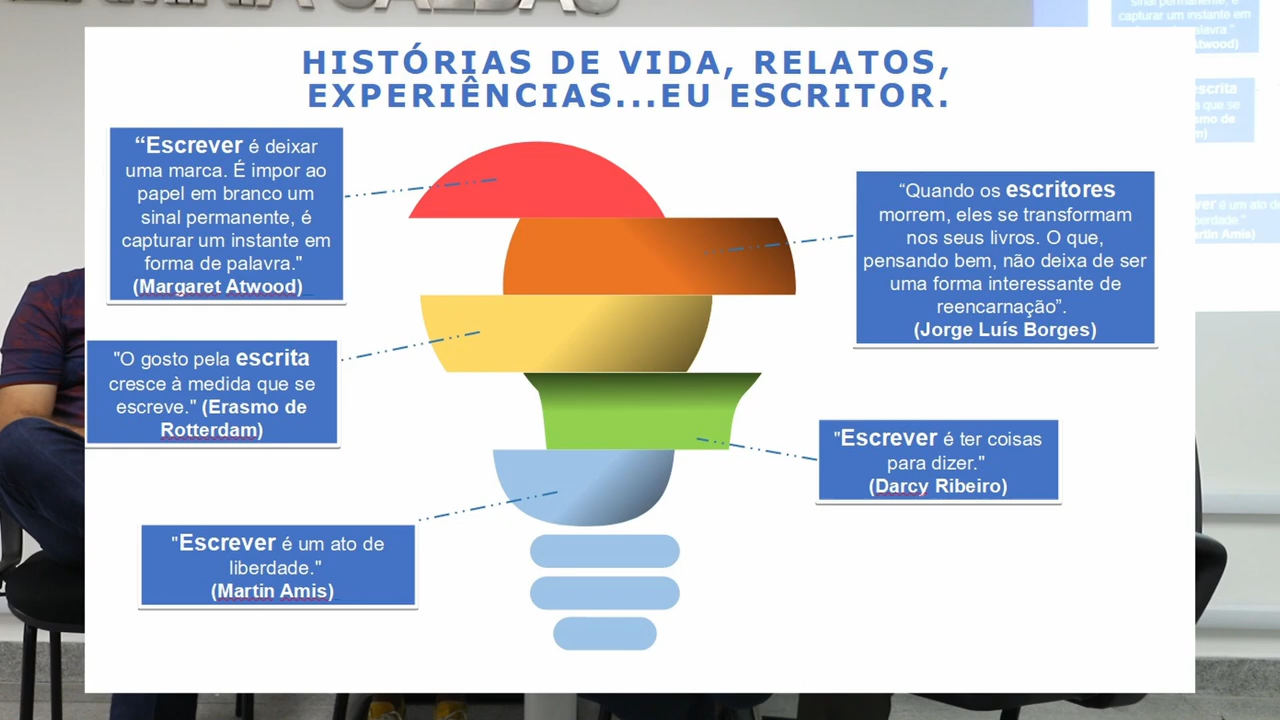 HISTÓRIAS DE VIDA, RELATOS,
EXPERIÊNCIAS...EU ESCRITOR.
“Escrever é deixar
uma marca. É impor ao
papel em branco um
sinal permanente, é
capturar um instante em
forma de palavra."
(Margaret Atwood)
“Quando os escritores
morrem, eles se transformam
nos seus livros. O que,
pensando bem, não deixa de ser
uma forma interessante de
reencarnação”.
(Jorge Luís Borges)
"O gosto pela escrita
cresce à medida que se
escreve." (Erasmo de
Rotterdam)
"Escrever é ter coisas
para dizer."
(Darcy Ribeiro)
"Escrever é um ato de
liberdade."
(Martin Amis)
capturar um instante em